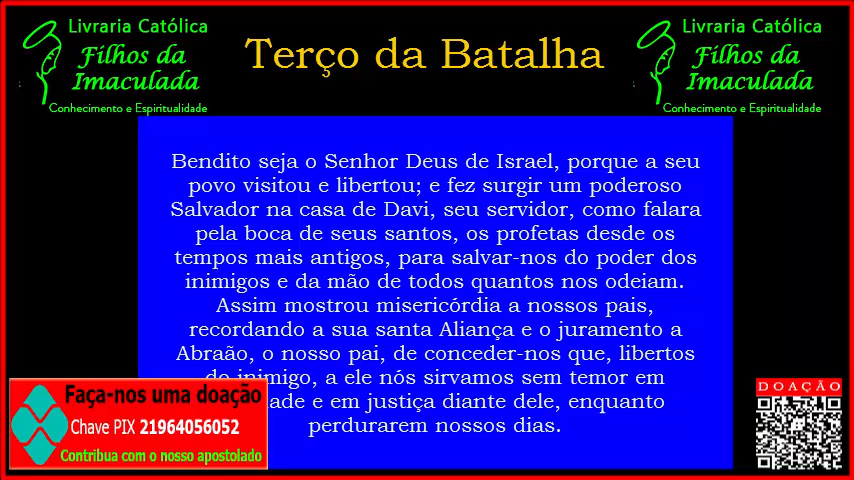 Livraria Católica
Filhos da
Imaculada
Conhecimento e Espiritualidade
Terço da Batalha
Livraria Católica
Filhos da
Imaculada
Conhecimento e Espiritualidade
Bendito seja o Senhor Deus de Israel, porque a seu
povo visitou e libertou; e fez surgir um poderoso
Salvador na casa de Davi, seu servidor, como falara
pela boca de seus santos, os profetas desde os
tempos mais antigos, para salvar-nos do poder dos
inimigos e da mão de todos quantos nos odeiam.
Assim mostrou misericórdia a nossos pais,
recordando a sua santa Aliança e o juramento a
Abraão, o nosso pai, de conceder-nos que, libertos
do inimigo, a ele nós sirvamos sem temor em
e em justiça diante dele, enquanto
perdurarem nossos dias.
Faça-nos uma doação
Chave PIX 21964056052
Contribua com o nosso apostolado
DOAÇÃO